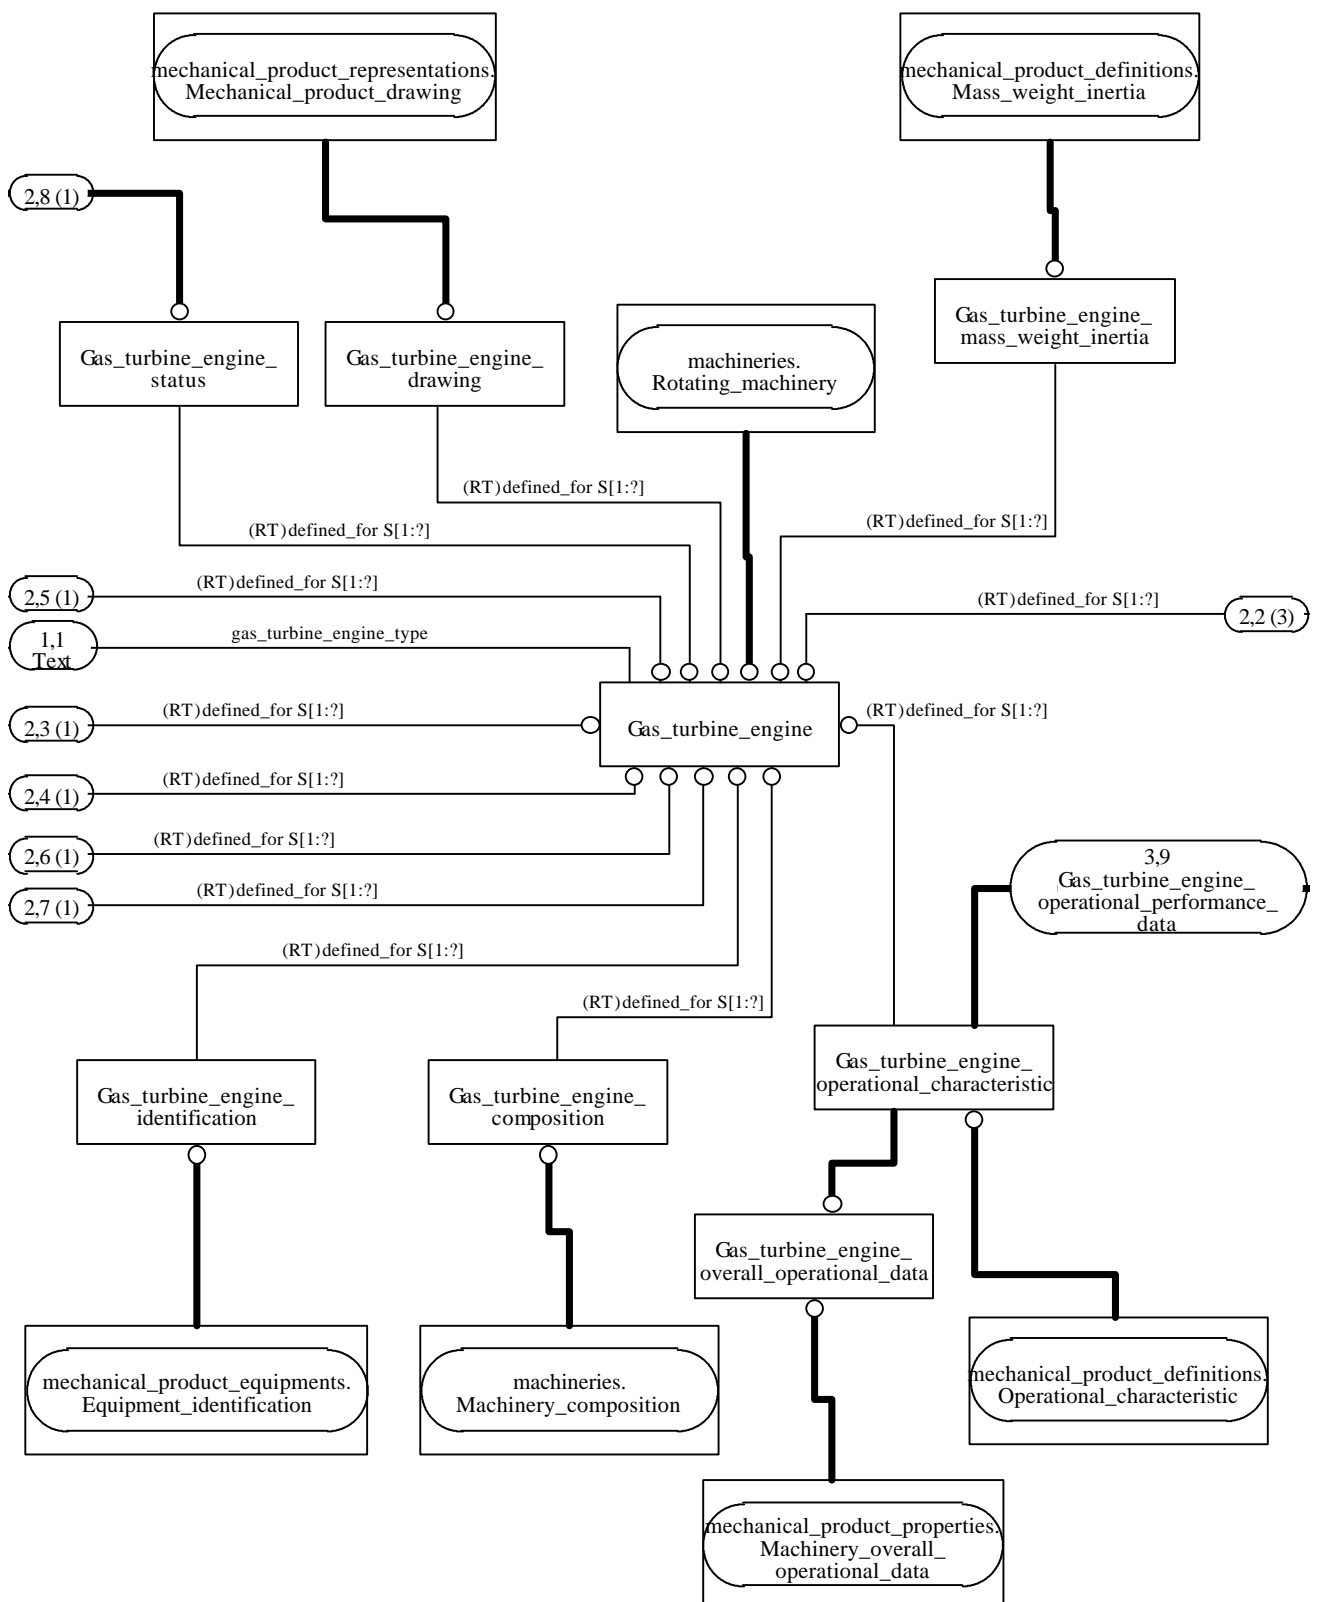 mechanical_product_representations.
Mechanical_product_drawing
mechanical_product_definitions.
Mass_weight_inertia
2,8 (1)
Gas_turbine_engine_
status
Gas_turbine_engine_
drawing
machineries.
Rotating_machinery
Gas_turbine_engine_
mass_weight_inertia
(RT)defined_for S[1:?]
(RT)defined_for S[1:?]
(RT)defined_for S[1:?]
2,5 (1)
(RT)defined_for S[1:?]
(RT)defined_for S[1:?]
2,2 (3)
1,1
Text
gas_turbine_engine_type
2,3 (1)
(RT)defined_for S[1:?]
Gas_turbine_engine
(RT)defined_for S[1:?]
2,4 (1)
(RT)defined_for S[1:?]
2,6 (1)
(RT)defined_for S[1:?]
2,7 (1)
(RT)defined_for S[1:?]
3,9
Gas_turbine_engine_
operational_performance_
data
(RT)defined_for S[1:?]
(RT)defined_for S[1:?]
Gas_turbine_engine_
identification
Gas_turbine_engine_
composition
Gas_turbine_engine_
operational_characteristic
Gas_turbine_engine_
overall_operational_data
mechanical_product_equipments.
Equipment_identification
machineries.
Machinery_composition
mechanical_product_definitions.
Operational_characteristic
mechanical_product_properties.
Machinery_overall_
operational_data